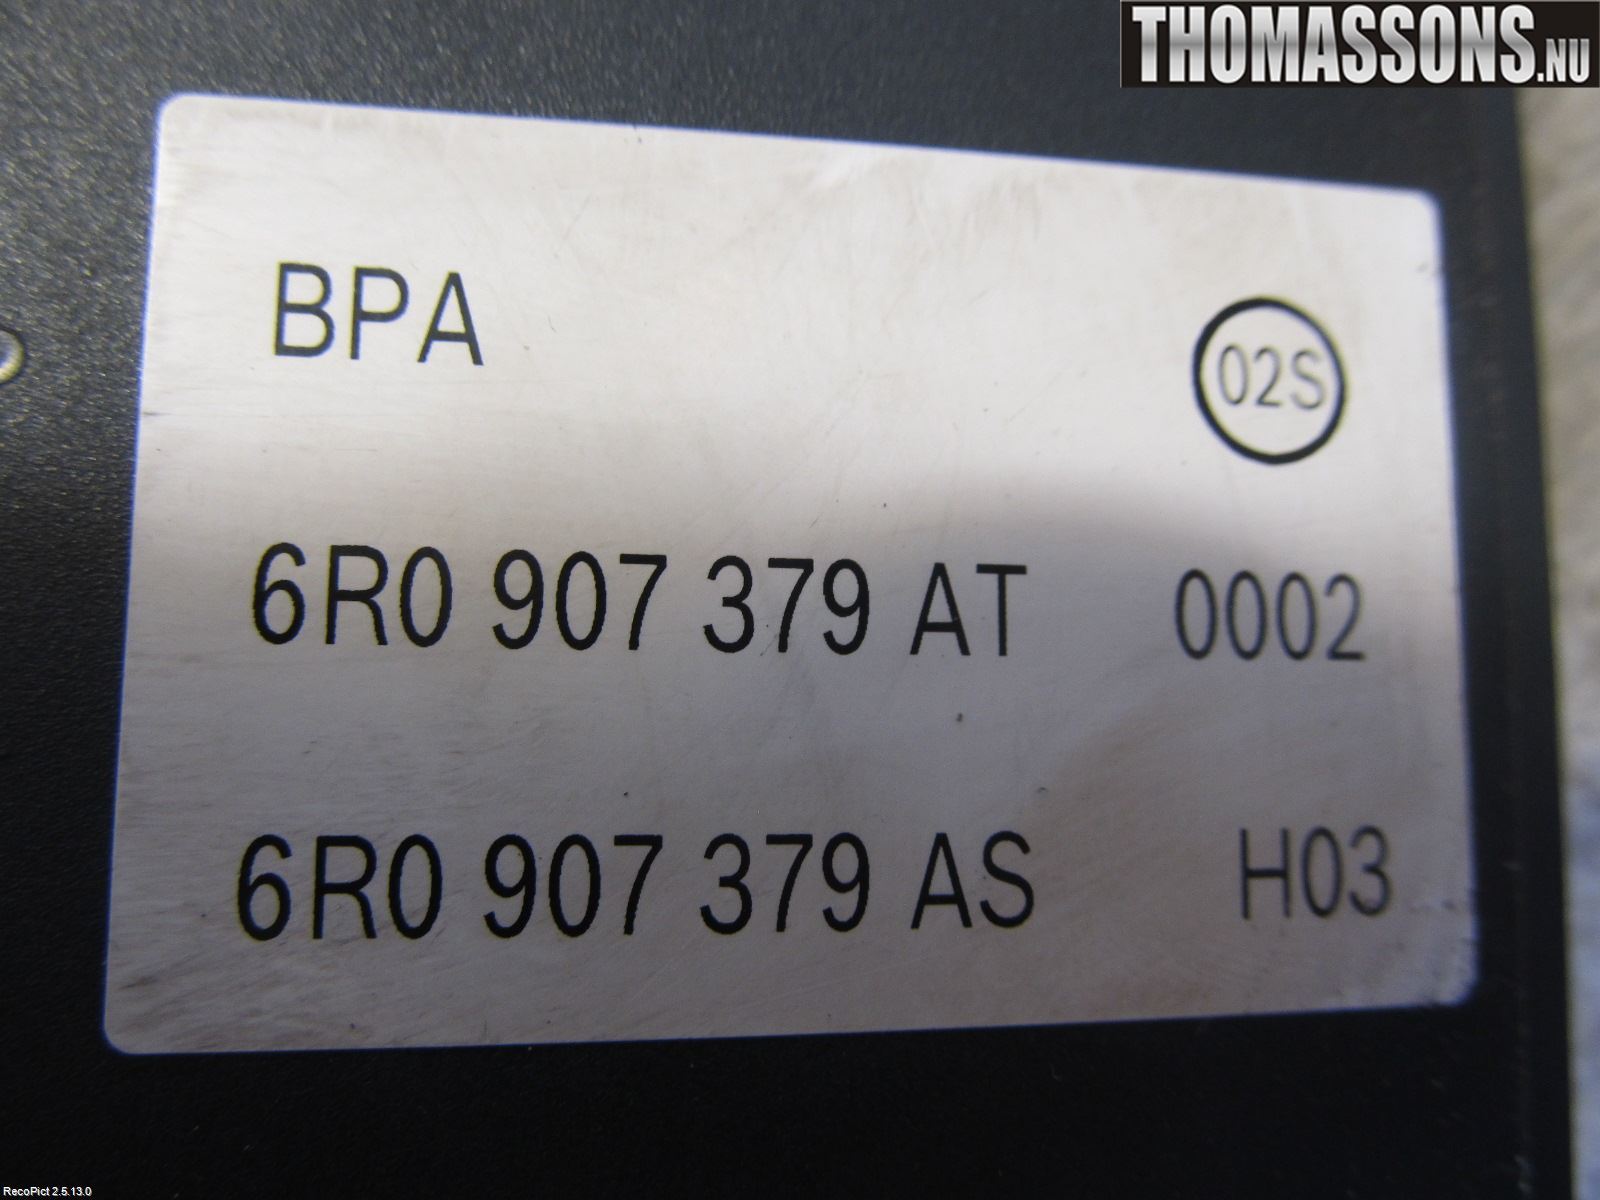 THOMASSONS.NU
BPA
02S
6R0 907 379 AT 0002
6R0 907 379 AS H03
RecoPict 2.5.13.0